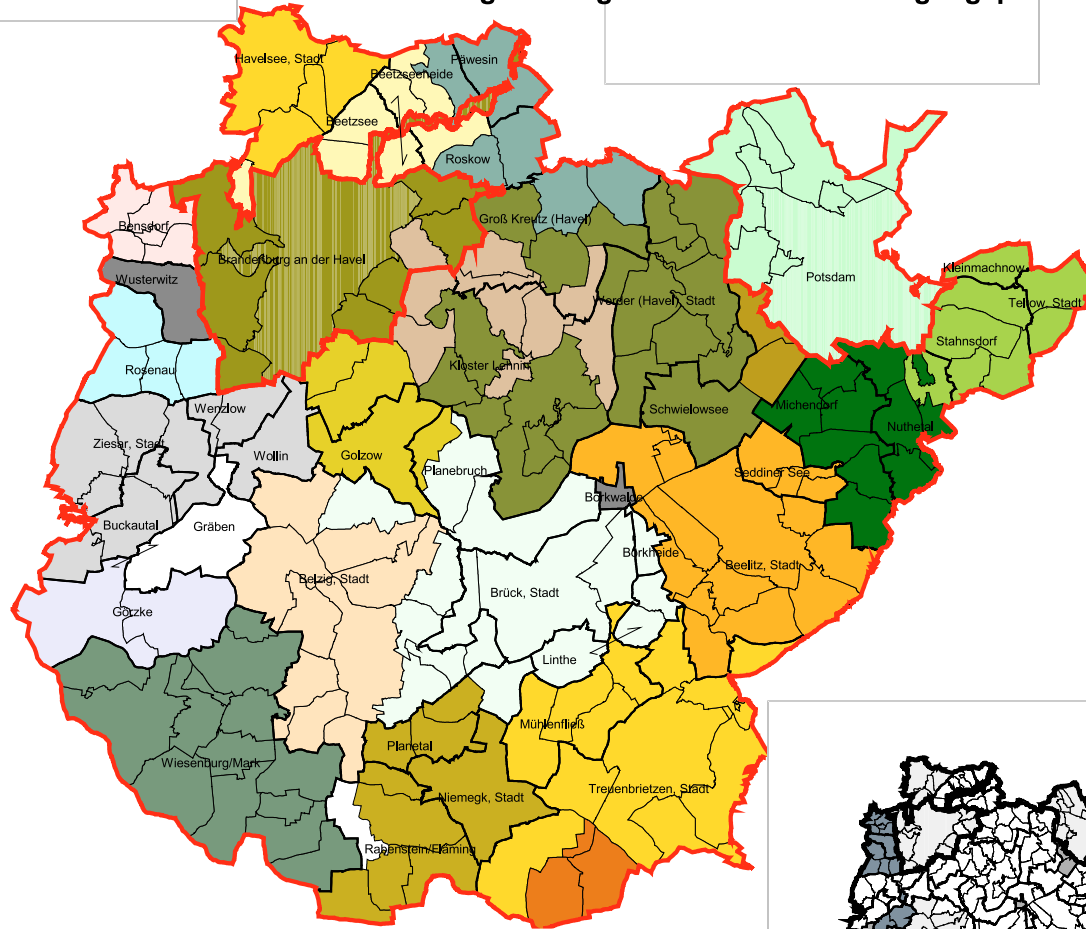 Havelsee, Stadt
Päwesin
Beetzseeheide
Beetzsee
Roskow
Bensdorf
Groß Kreutz (Havel)
Brandenburg an der Havel
Wusterwitz
Potsdam
Kleinmachnow
Werder (Havel), Stadt
Teltow, Stadt
Stahnsdorf
Rosenau
Kloster Lehnin
Wenzlow
Schwielowsee
Michendorf
Nuthetal
Ziesar, Stadt
Wollin
Golzow
Planebruch
Seddiner See
Borkwalde
Buckautal
Gräben
Borkheide
Beelitz, Stadt
Belzig, Stadt
Brück, Stadt
Görzke
Linthe
Mühlenfließ
Planetal
Wiesenburg/Mark
Niemegk, Stadt
Treuenbrietzen, Stadt
Rabenstein/Fläming